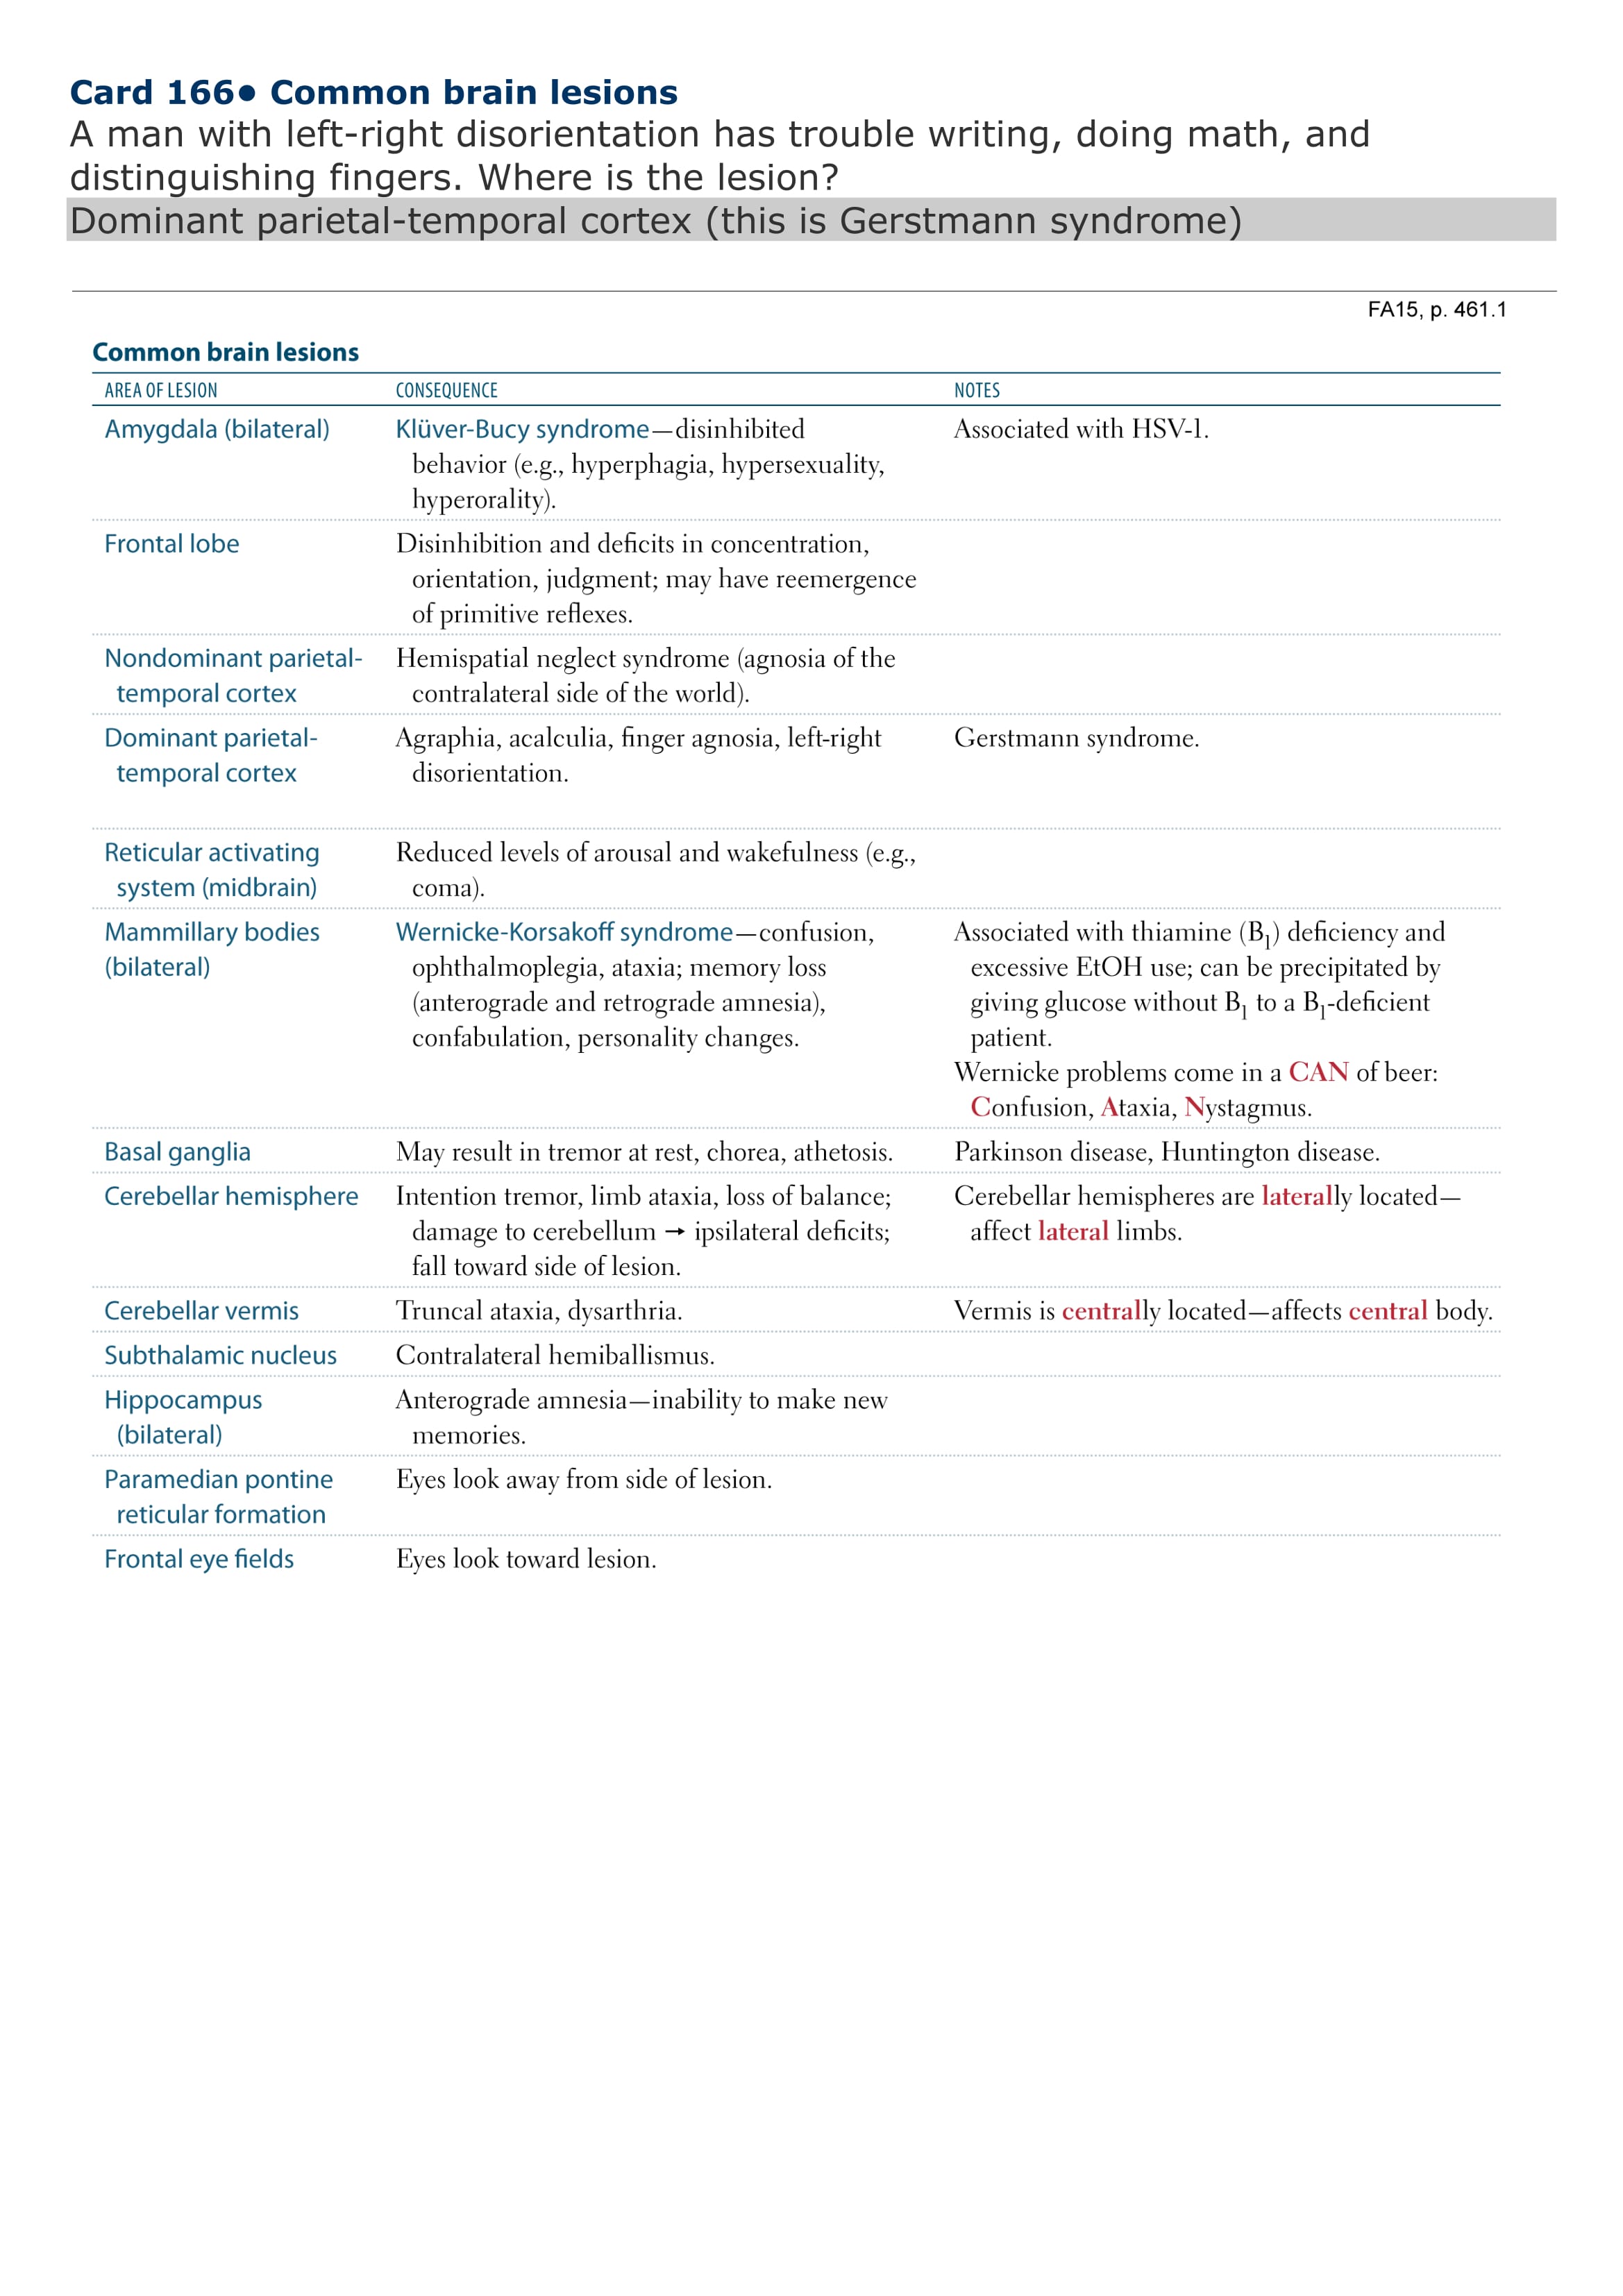 Card 166• Common brain lesions
A man with left-right disorientation has trouble writing, doing math, and
distinguishing fingers. Where is the lesion?
Dominant parietal-temporal cortex (this is Gerstmann syndrome)
FA15, p. 461.1
Common brain lesions
AREA OF LESION CONSEQUENCE NOTES
Amygdala (bilateral) Klüver-Bucy syndrome—disinhibited Associated with HSV-1.
behavior (e.g., hyperphagia, hypersexuality,
hyperorality).
Frontal lobe Disinhibition and deficits in concentration,
orientation, judgment; may have reemergence
of primitive reflexes.
Nondominant parietal- Hemispatial neglect syndrome (agnosia of the
temporal cortex contralateral side of the world).
Dominant parietal- Agraphia, acalculia, finger agnosia, left-right Gerstmann syndrome.
temporal cortex disorientation.
Reticular activating Reduced levels of arousal and wakefulness (e.g.,
system (midbrain) coma).
Mammillary bodies Wernicke-Korsakoff syndrome—confusion, Associated with thiamine (B1) deficiency and
(bilateral) ophthalmoplegia, ataxia; memory loss excessive EtOH use; can be precipitated by
(anterograde and retrograde amnesia), giving glucose without B1 to a B1-deficient
confabulation, personality changes. patient.
Wernicke problems come in a CAN of beer:
Confusion, Ataxia, Nystagmus.
Basal ganglia May result in tremor at rest, chorea, athetosis. Parkinson disease, Huntington disease.
Cerebellar hemisphere Intention tremor, limb ataxia, loss of balance; Cerebellar hemispheres are laterally located—
damage to cerebellum → ipsilateral deficits; affect lateral limbs.
fall toward side of lesion.
Cerebellar vermis Truncal ataxia, dysarthria. Vermis is centrally located—affects central body.
Subthalamic nucleus Contralateral hemiballismus.
Hippocampus Anterograde amnesia—inability to make new
(bilateral) memories.
Paramedian pontine Eyes look away from side of lesion.
reticular formation
Frontal eye fields Eyes look toward lesion.